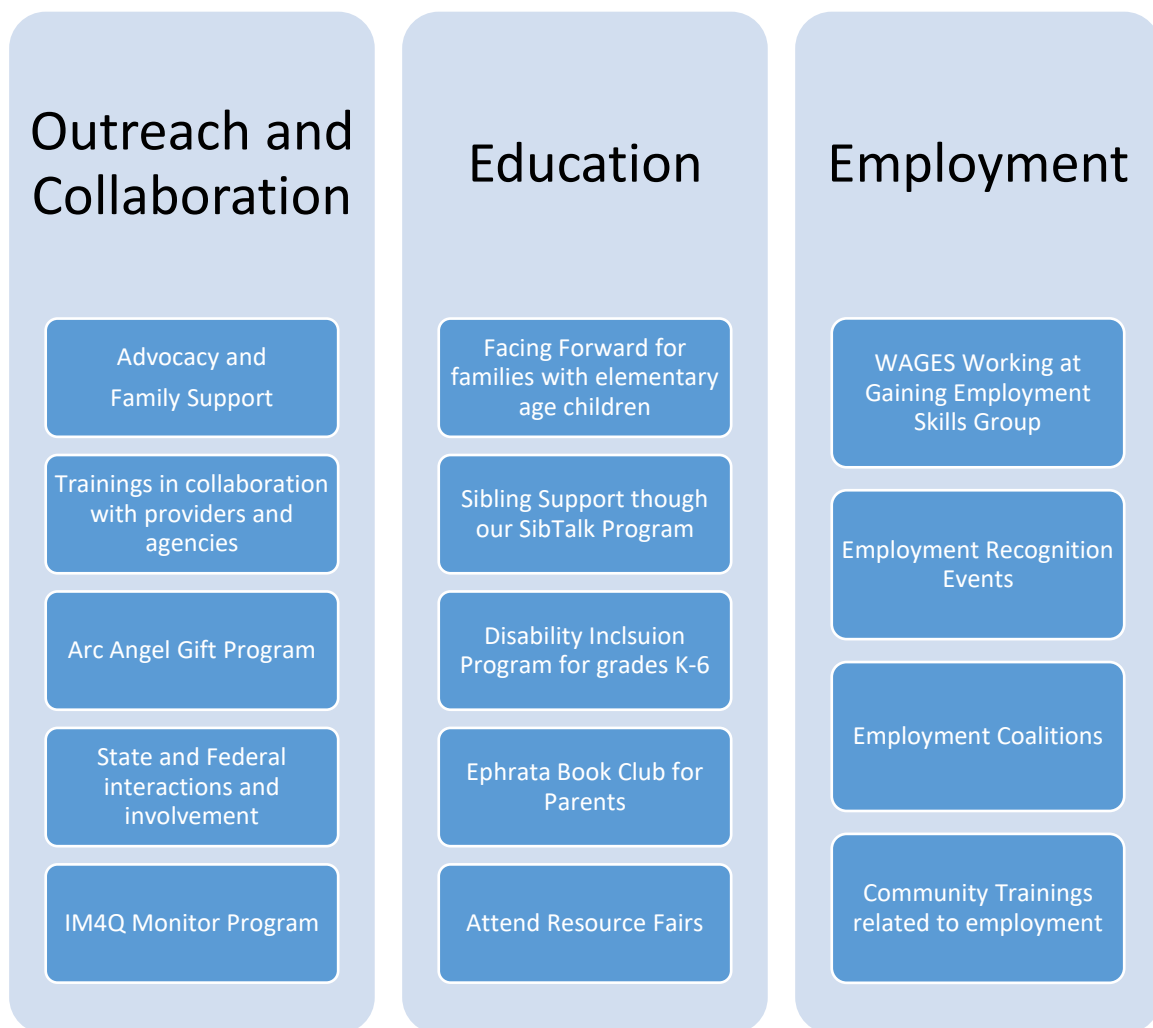 Outreach and
Collaboration
Advocacy and
Family Support
Trainings in collaboration
with providers and
agencies
Arc Angel Gift Program
State and Federal
interactions and
involvement
IM4Q Monitor Program
Education
Facing Forward for
families with elementary
age children
Sibling Support though
our SibTalk Program
Disability Inclsuion
Program for grades K-6
Ephrata Book Club for
Parents
Attend Resource Fairs
Employment
WAGES Working at
Gaining Employment
Skills Group
Employment Recognition
Events
Employment Coalitions
Community Trainings
related to employment